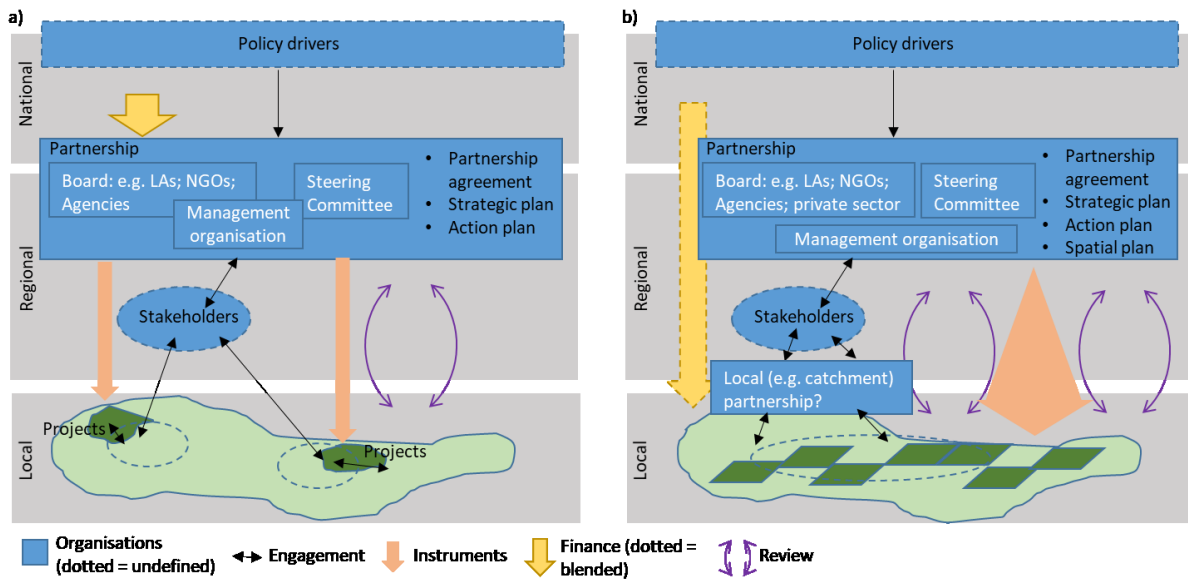 a)
National
Regional
Local
Policy drivers
Partnership
Board: e.g. LAs; NGOs;
Agencies
Steering
Committee
Management
organisation
• Partnership
agreement
• Strategic plan
• Action plan
Stakeholders
Projects
Projects
b)
National
Regional
Local
Policy drivers
Partnership
Board: e.g. LAs; NGOs;
Agencies; private sector
Steering
Committee
Management organisation
• Partnership
agreement
• Strategic plan
• Action plan
• Spatial plan
Stakeholders
Local (e.g. catchment)
partnership?
Organisations
(dotted = undefined)
Engagement
Instruments
Finance (dotted =
blended)
Review